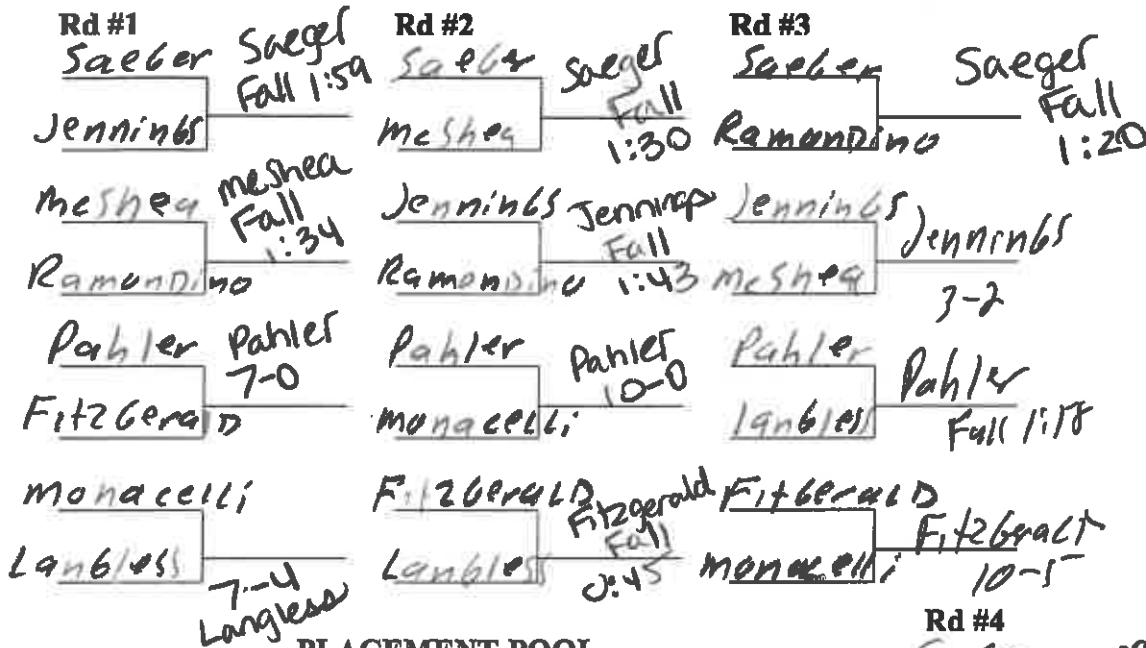 Rd #1
Saeger
Saeger
Fall 1:59
Jennings
McShea
McShea
Fall
1:34
Ramondino
Pahler
Pahler
7-0
Fitzgerald
Monacelli
Langless
7-4
Langless
Rd #2
Saeger
Saeger
Fall
1:30
McShea
Jennings
Jennings
Fall
1:43
Ramondino
Pahler
Pahler
10-0
Monacelli
Fitzgerald
Fitzgerald
Fall
0:45
Langless
Rd #3
Saeger
Saeger
Fall
1:20
Ramondino
Jennings
Jennings
3-2
McShea
Pahler
Pahler
Fall 1:18
Langless
Fitgerald
Fitzgerald
10-5
Monacelli
PLACEMENT POOL
Rd #4